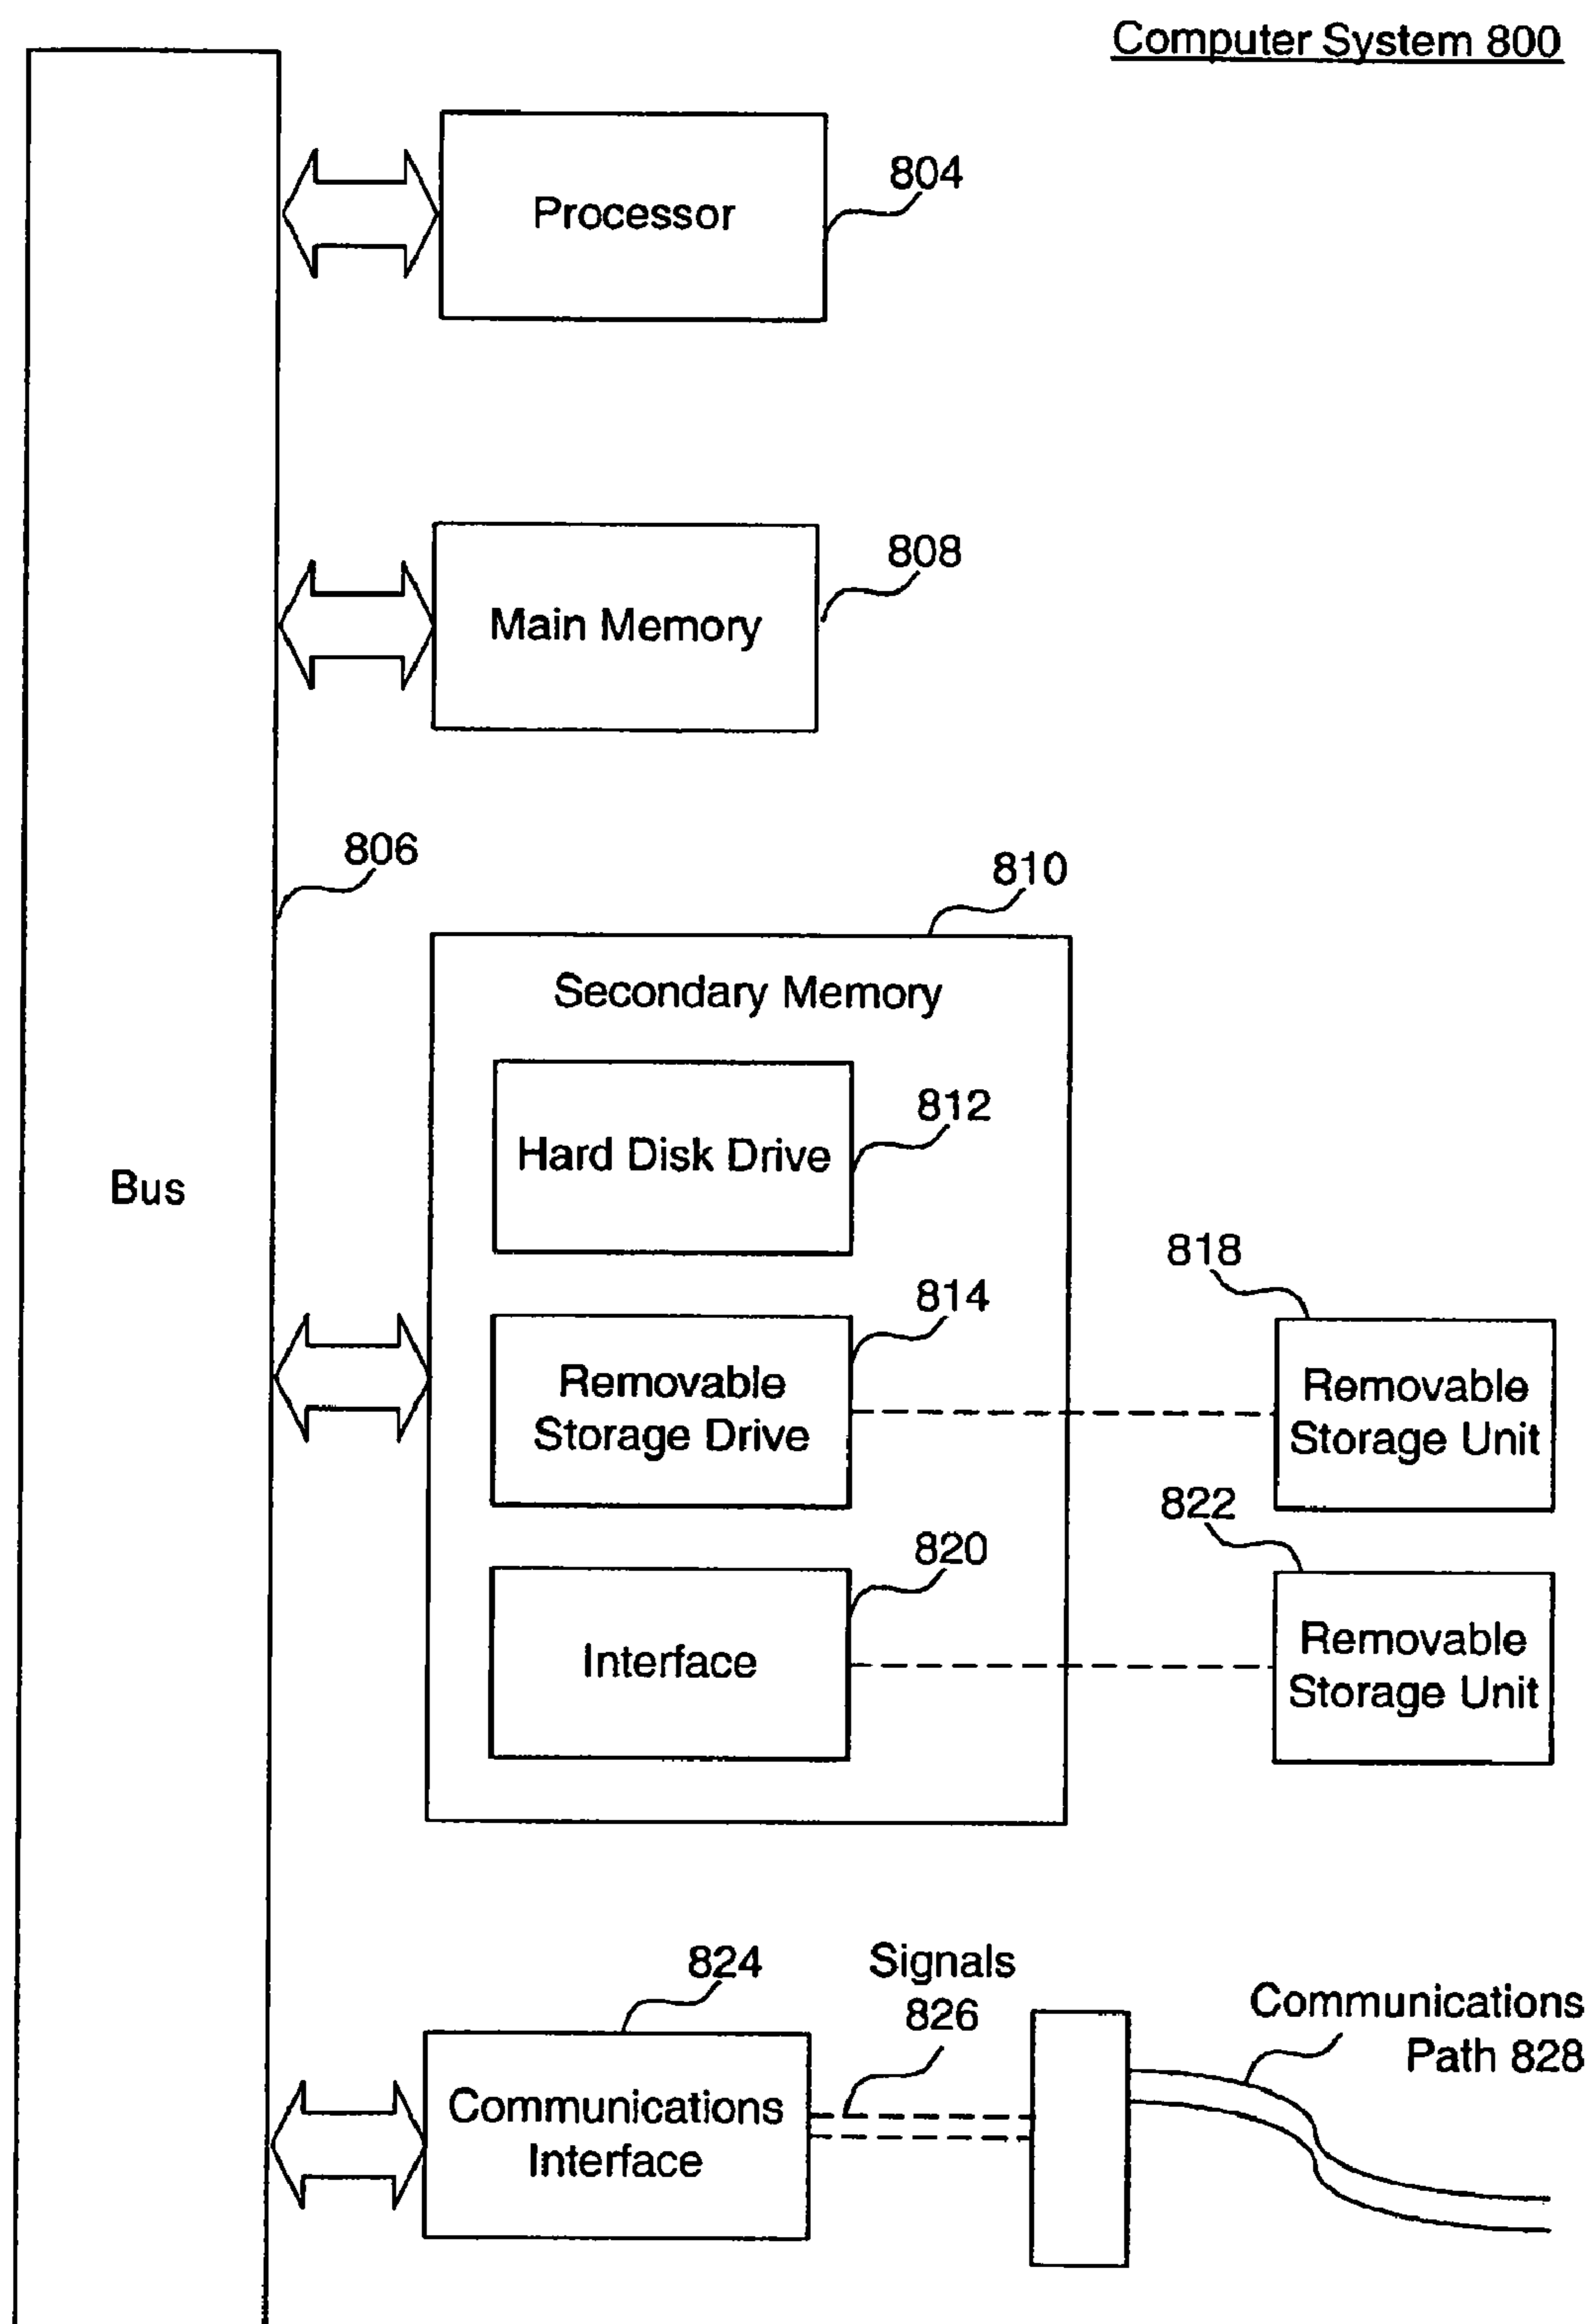 Computer System 800
804
Processor
808
Main Memory
806
810
Secondary Memory
812
Hard Disk Drive
Bus
818
814
Removable
Storage Drive
Removable
Storage Unit
822
820
Interface
Removable
Storage Unit
824
Signals
826
Communications
Path 828
Communications
Interface